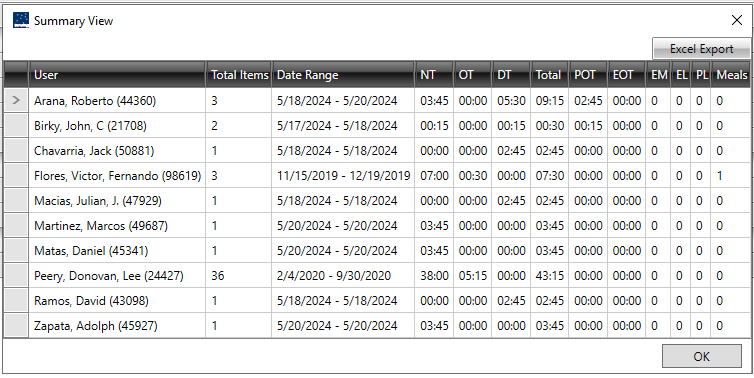 Summary View
Excel Export
User Total Items Date Range NT OT DT Total POT EOT EM EL PL Meals
Arana, Roberto (44360) 3 5/18/2024 - 5/20/2024 03:45 00:00 05:30 09:15 02:45 00:00 0 0 0 0
Birky, John, C (21708) 2 5/17/2024 - 5/18/2024 00:15 00:00 00:15 00:30 00:15 00:00 0 0 0 0
Chavarria, Jack (50881) 1 5/18/2024 - 5/18/2024 00:00 00:00 02:45 02:45 00:00 00:00 0 0 0 0
Flores, Victor, Fernando (98619) 3 11/15/2019 - 12/19/2019 07:00 00:30 00:00 07:30 00:00 00:00 0 0 0 1
Macias, Julian, J. (47929) 1 5/18/2024 - 5/18/2024 00:00 00:00 02:45 02:45 00:00 00:00 0 0 0 0
Martinez, Marcos (49687) 1 5/20/2024 - 5/20/2024 03:45 00:00 00:00 03:45 00:00 00:00 0 0 0 0
Matas, Daniel (45341) 1 5/20/2024 - 5/20/2024 03:45 00:00 00:00 03:45 00:00 00:00 0 0 0 0
Peery, Donovan, Lee (24427) 36 2/4/2020 - 9/30/2020 38:00 05:15 00:00 43:15 00:00 00:00 0 0 0 0
Ramos, David (43098) 1 5/18/2024 - 5/18/2024 00:00 00:00 02:45 02:45 00:00 00:00 0 0 0 0
Zapata, Adolph (45927) 1 5/20/2024 - 5/20/2024 03:45 00:00 00:00 03:45 00:00 00:00 0 0 0 0
OK